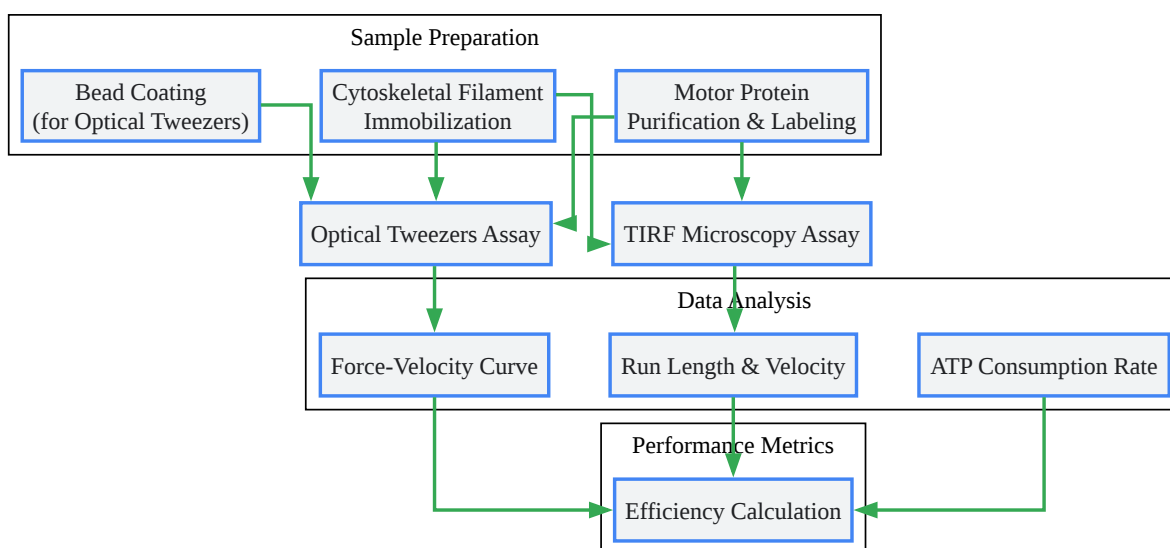 Sample Preparation
Bead Coating
(for Optical Tweezers)
Cytoskeletal Filament
Immobilization
Motor Protein
Purification & Labeling
Optical Tweezers Assay
TIRF Microscopy Assay
Data Analysis
Force-Velocity Curve
Run Length & Velocity
ATP Consumption Rate
Performance Metrics
Efficiency Calculation